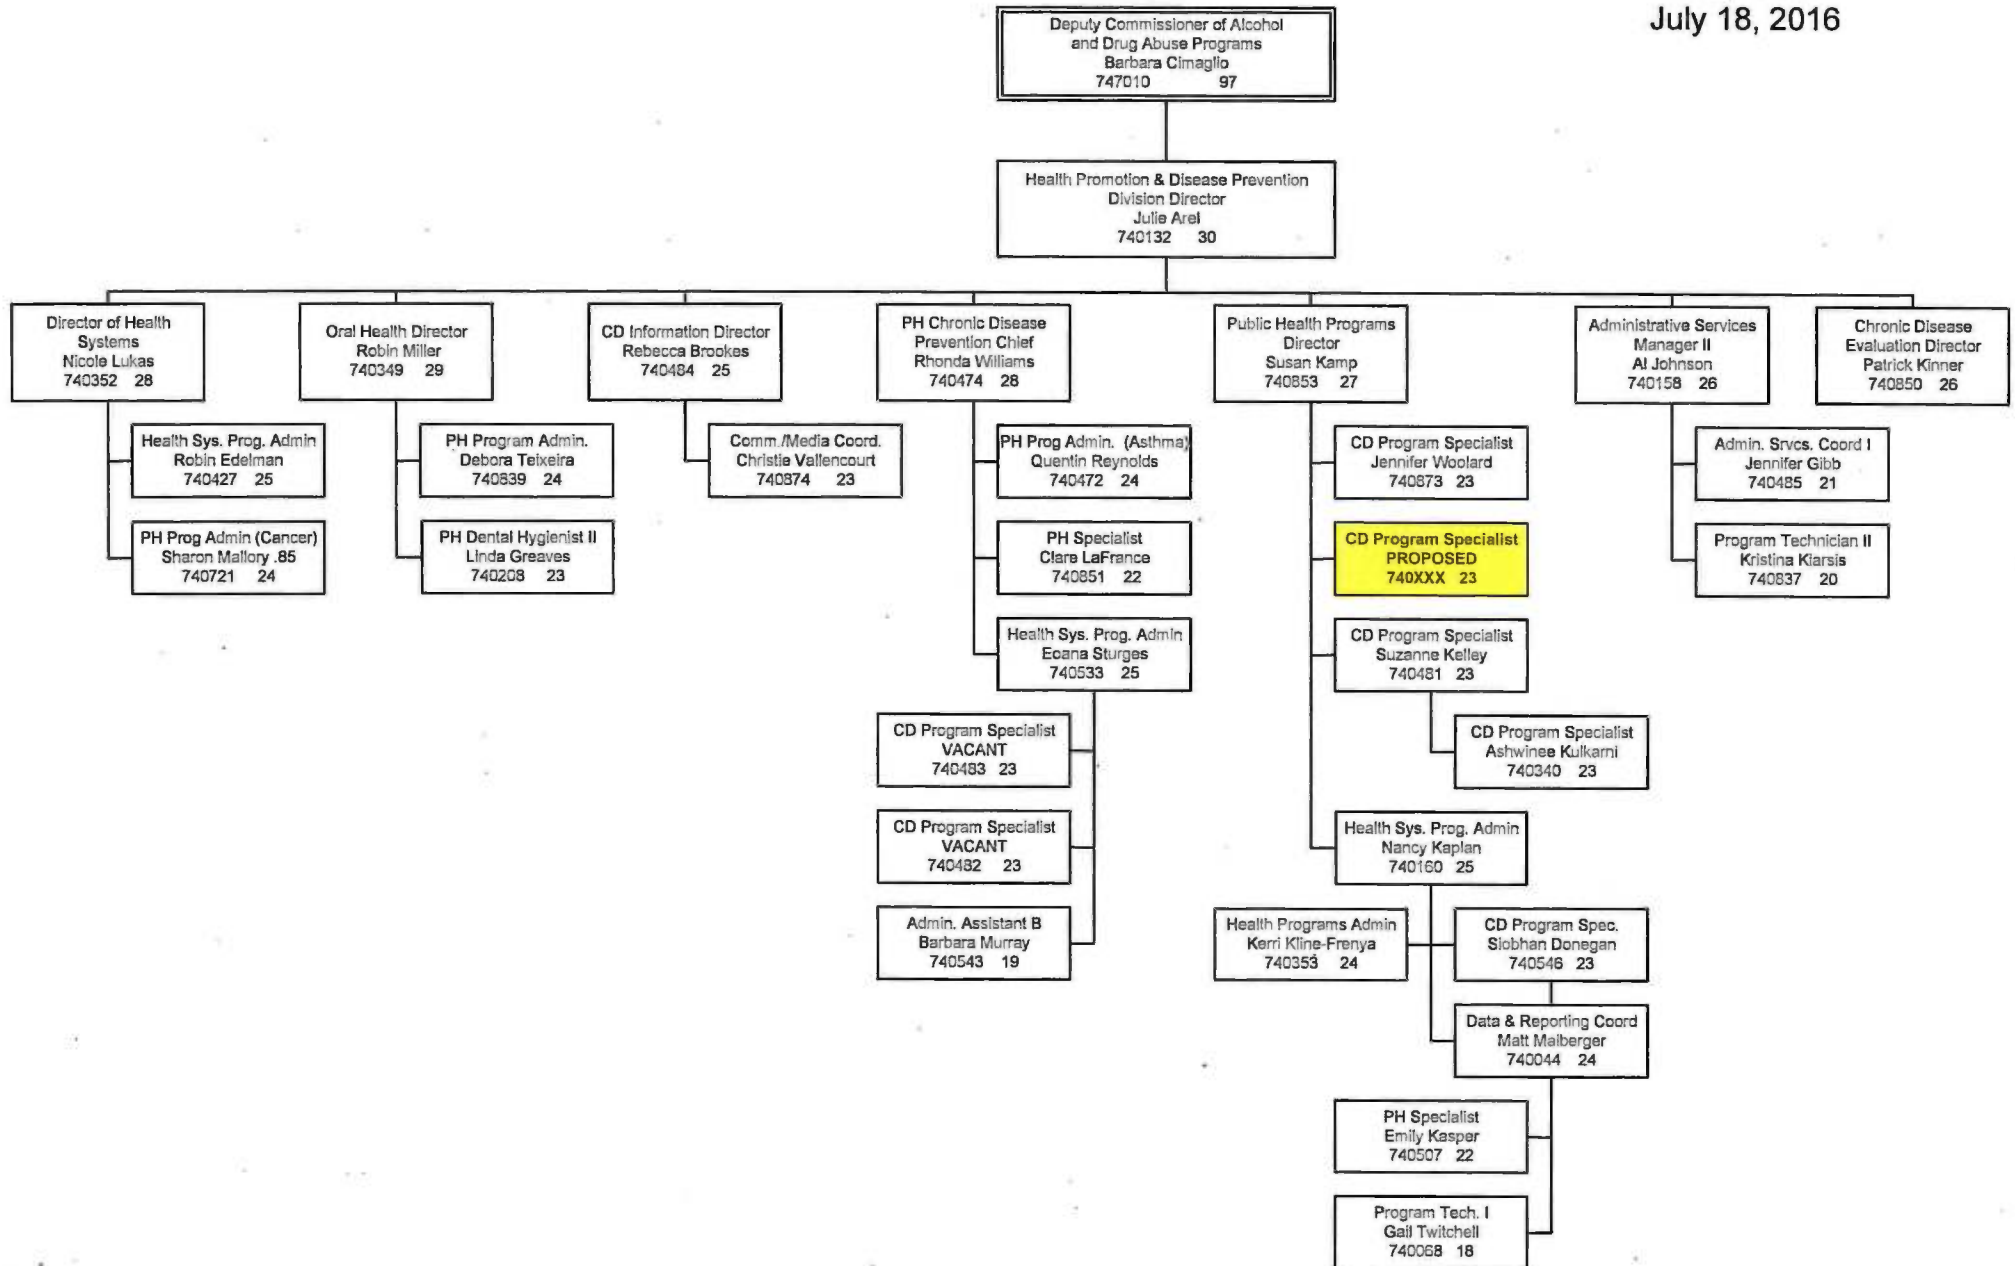 July 18, 2016
Deputy Commissioner of Alcohol
and Drug Abuse Programs
Barbara Cimaglio
747010 97
Health Promotion & Disease Prevention
Division Director
Julie Arel
740132 30
Director of Health
Systems
Nicole Lukas
740352 28
Oral Health Director
Robin Miller
740349 29
CD Information Director
Rebecca Brookes
740484 25
PH Chronic Disease
Prevention Chief
Rhonda Williams
740474 28
Public Health Programs
Director
Susan Kamp
740853 27
Administrative Services
Manager II
Al Johnson
740158 26
Chronic Disease
Evaluation Director
Patrick Kinner
740850 26
Health Sys. Prog. Admin
Robin Edelman
740427 25
PH Prog Admin (Cancer)
Sharon Mallory .85
740721 24
PH Program Admin.
Debora Teixeira
740839 24
PH Dental Hygienist II
Linda Greaves
740208 23
Comm./Media Coord.
Christie Vallencourt
740874 23
PH Prog Admin. (Asthma)
Quentin Reynolds
740472 24
PH Specialist
Clare LaFrance
740851 22
Health Sys. Prog. Admin
Eoana Sturges
740533 25
CD Program Specialist
VACANT
740483 23
CD Program Specialist
VACANT
740482 23
Admin. Assistant B
Barbara Murray
740543 19
CD Program Specialist
Jennifer Woolard
740873 23
CD Program Specialist
PROPOSED
740XXX 23
CD Program Specialist
Suzanne Kelley
740481 23
CD Program Specialist
Ashwinee Kulkarni
740340 23
Health Sys. Prog. Admin
Nancy Kaplan
740160 25
Health Programs Admin
Kerri Kline-Frenya
740353 24
CD Program Spec.
Siobhan Donegan
740546 23
Data & Reporting Coord
Matt Maiberger
740044 24
PH Specialist
Emily Kasper
740507 22
Program Tech. I
Gail Twitchell
740068 18
Admin. Srvcs. Coord I
Jennifer Gibb
740485 21
Program Technician II
Kristina Kiarsis
740837 20